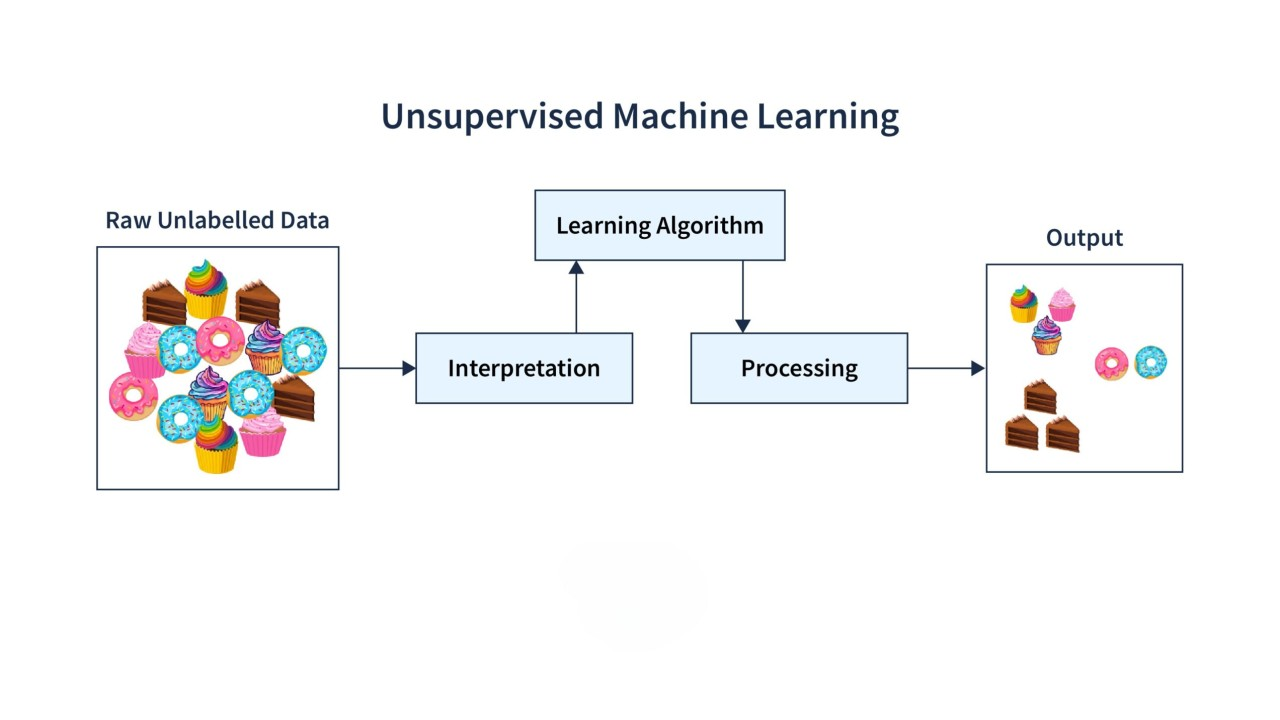 Unsupervised Machine Learning
Raw Unlabelled Data
Learning Algorithm
Output
Interpretation
Processing